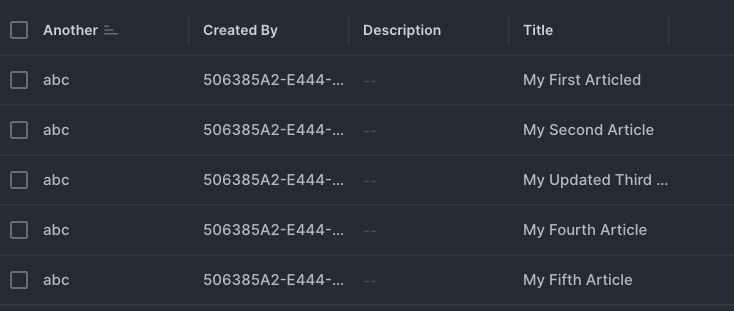 Another Created By Description Title
abc 506385A2-E444-... -- My First Articled
abc 506385A2-E444-... -- My Second Article
abc 506385A2-E444-... -- My Updated Third ...
abc 506385A2-E444-... -- My Fourth Article
abc 506385A2-E444-... -- My Fifth Article